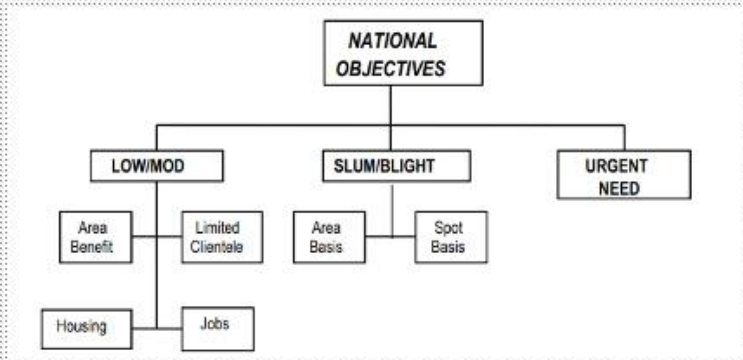 NATIONAL
OBJECTIVES
LOW/MOD
SLUM/BLIGHT
URGENT
NEED
Area
Benefit
Limited
Clientele
Area
Basis
Spot
Basis
Housing
Jobs